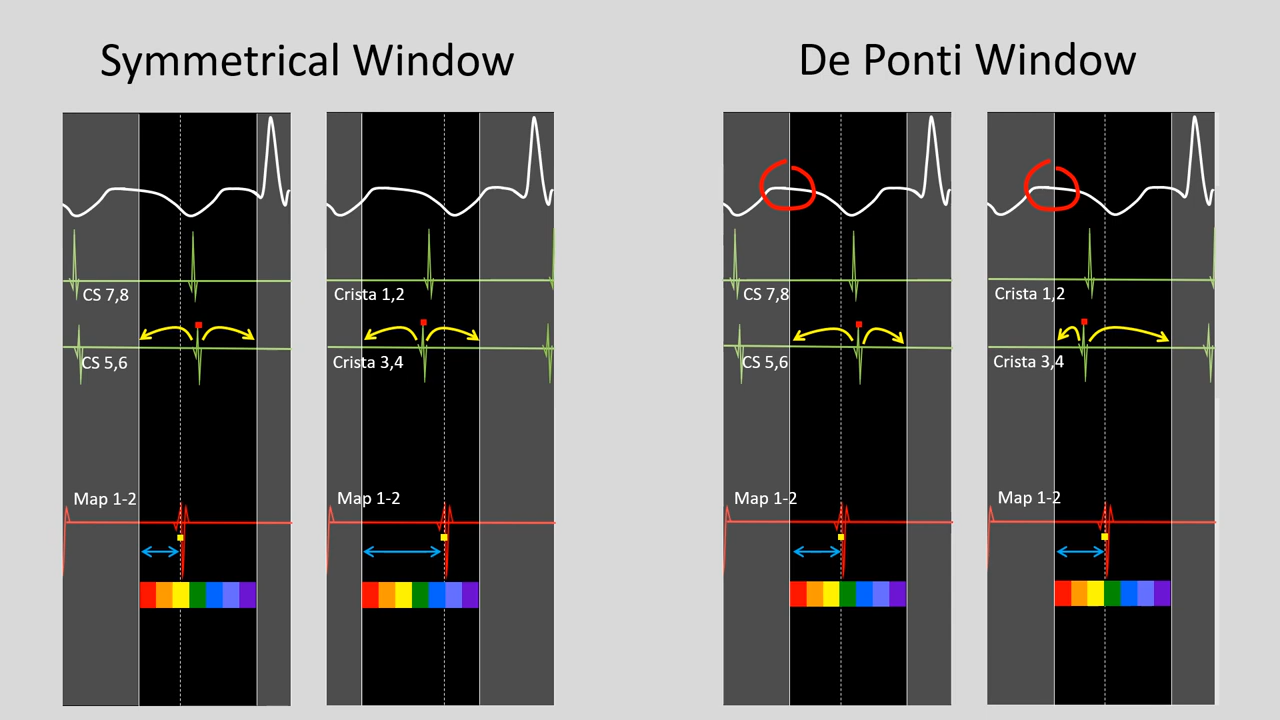 Symmetrical Window
De Ponti Window
CS 7,8
CS 5,6
Map 1-2
Crista 1,2
Crista 3,4
Map 1-2
CS 7,8
CS 5,6
Map 1-2
Crista 1,2
Crista 3,4
Map 1-2